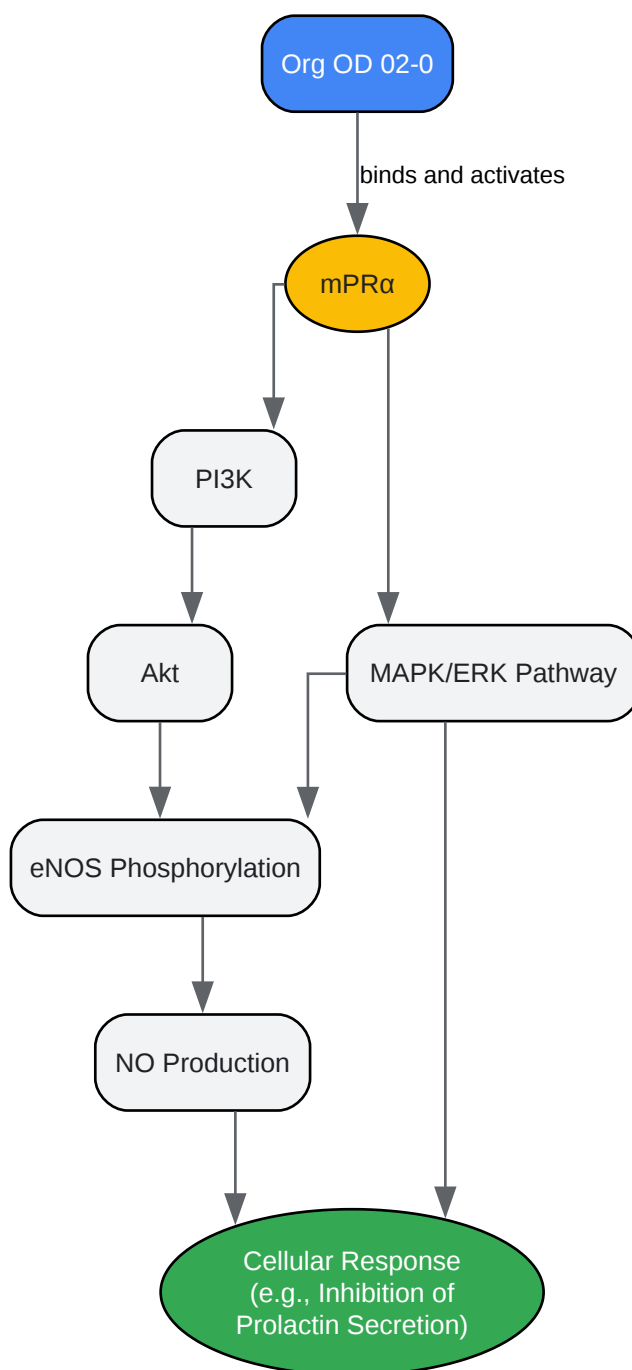 Org OD 02-0
binds and activates
mPRα
PI3K
Akt
MAPK/ERK Pathway
eNOS Phosphorylation
NO Production
Cellular Response
(e.g., Inhibition of
Prolactin Secretion)